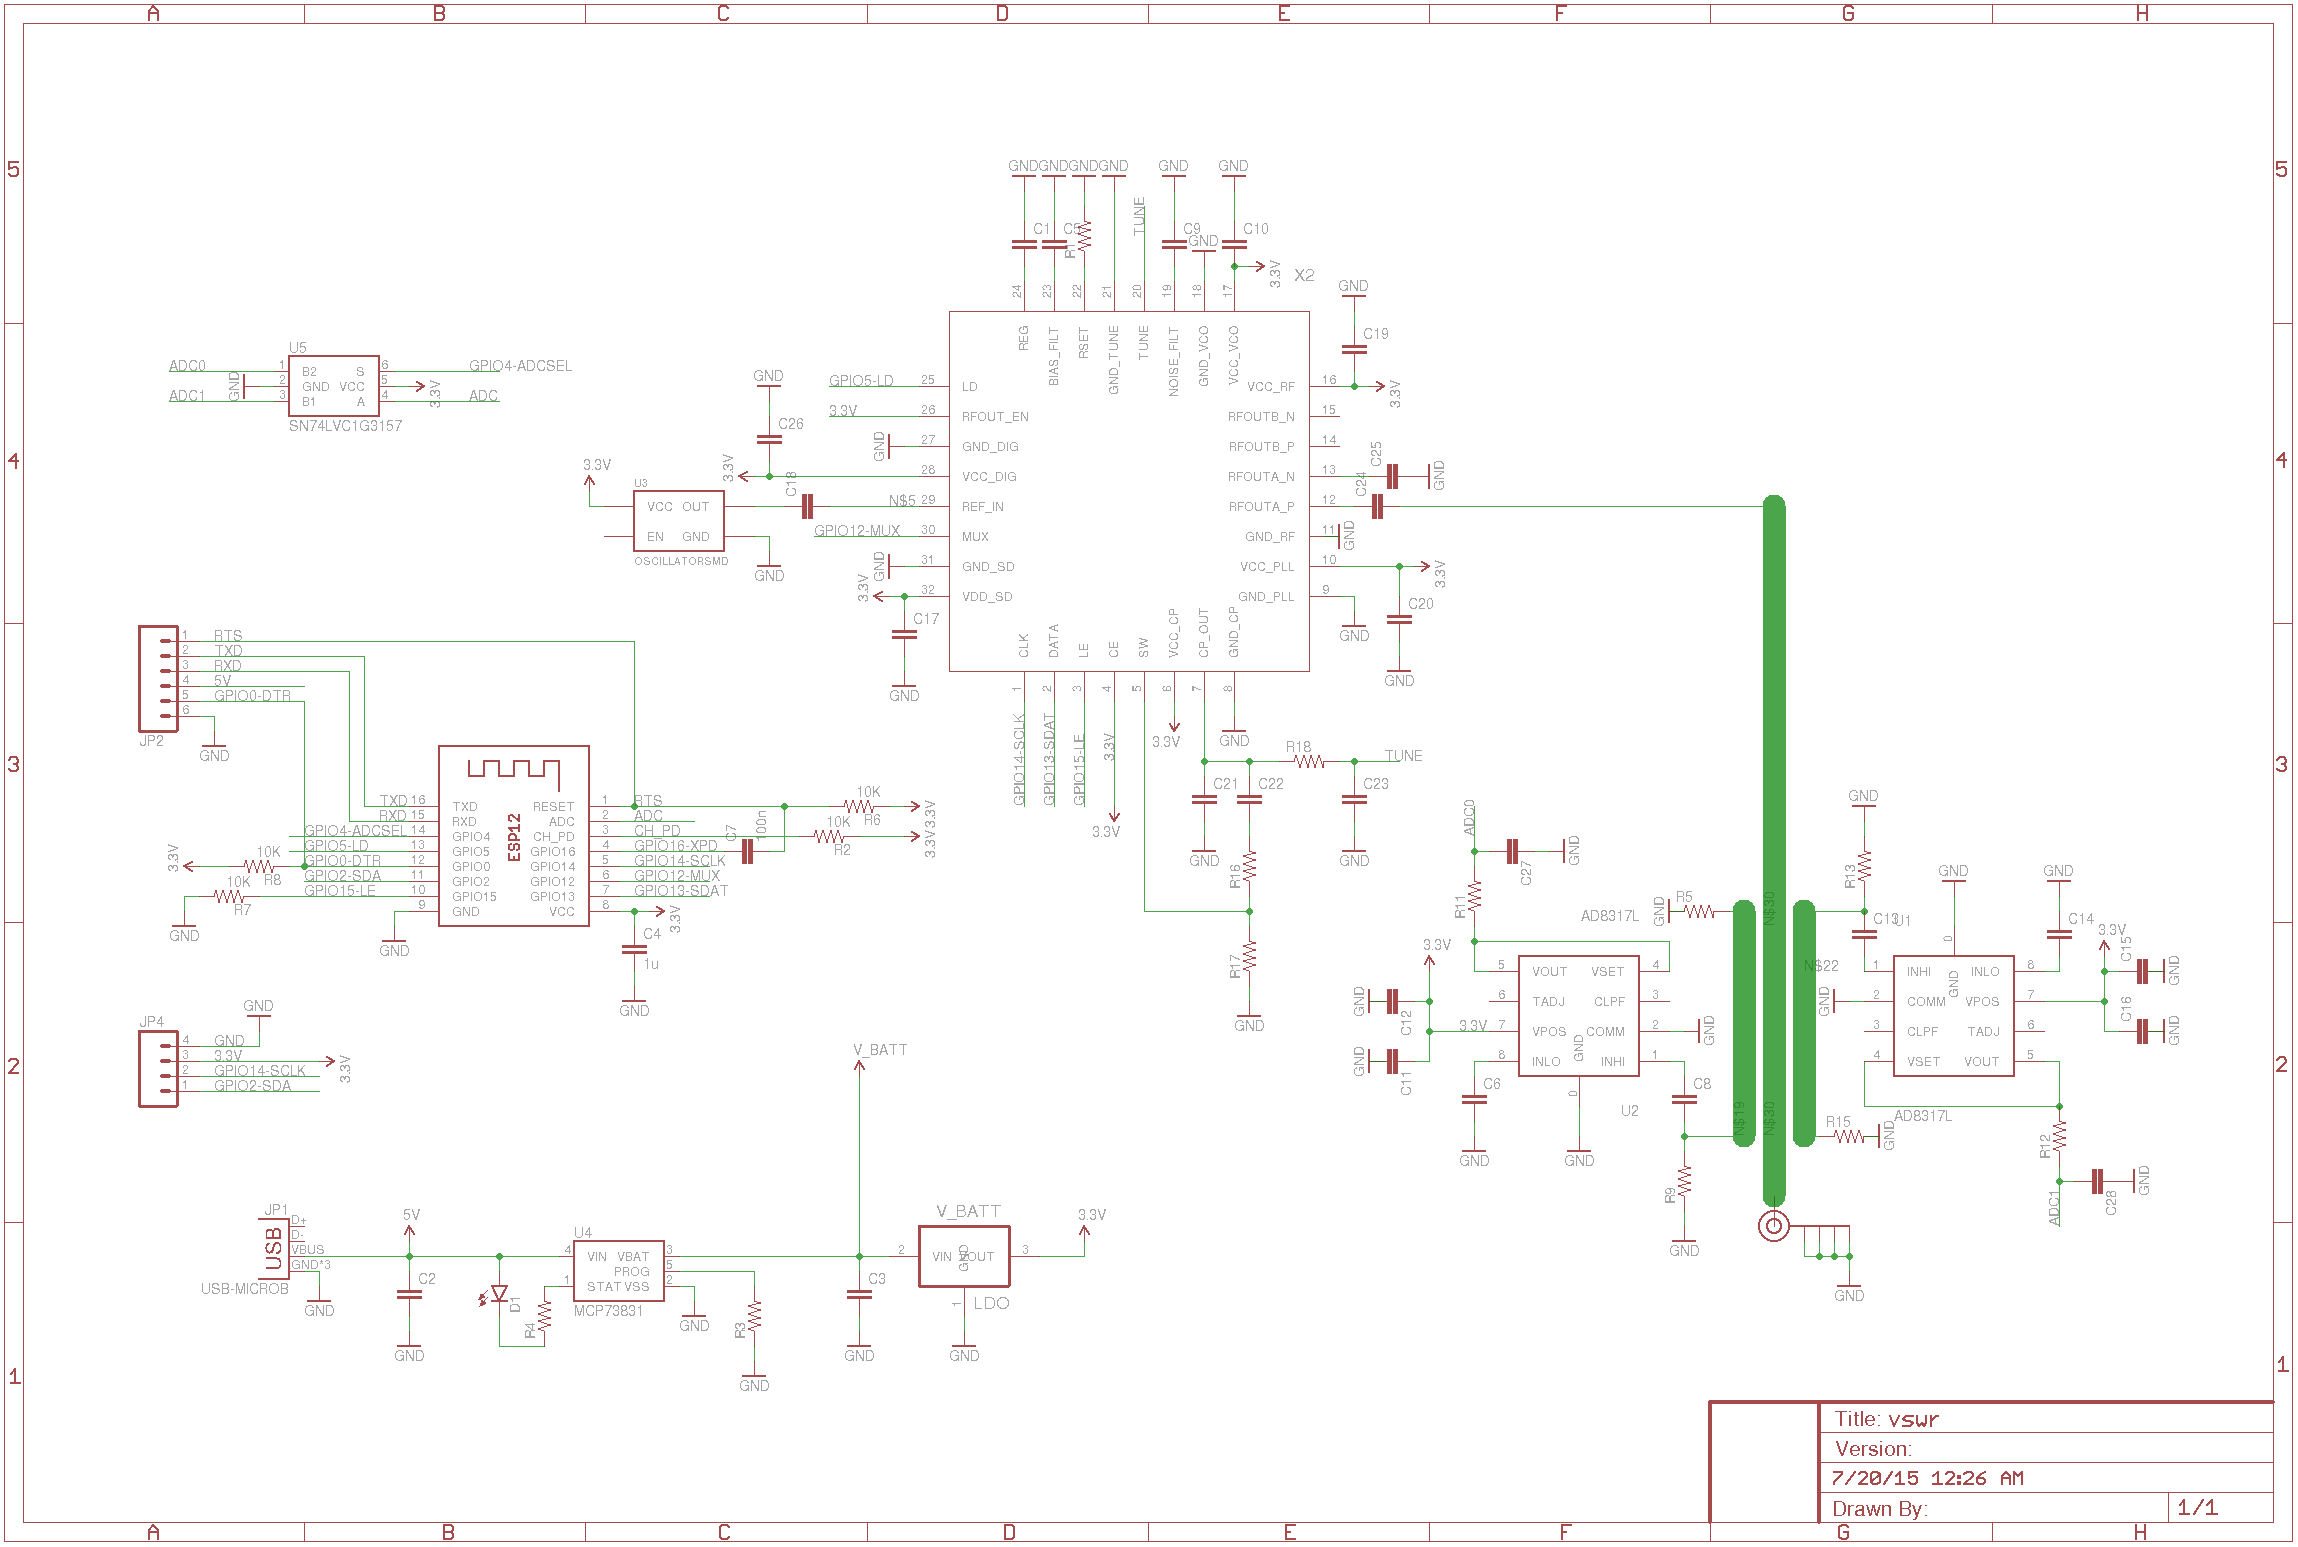 A B C D E F G H
5 5
4 4
3 3
2 2
1 1
GND GND GND GND GND GND
C1 C5 R1 TUNE C9 GND C10
3.3V
X2
24 23 22 21 20 19 18 17
REG BIAS_FILT RSET GND_TUNE TUNE NOISE_FILT GND_VCO VCC_VCO
GND
C19
3.3V
GPIO5-LD 25 LD
3.3V 26 RFOUT_EN
GND 27 GND_DIG
3.3V 28 VCC_DIG
N$5 29 REF_IN
GPIO12-MUX 30 MUX
GND 31 GND_SD
3.3V 32 VDD_SD
C17
GND
VCC_RF 16
RFOUTB_N 15
RFOUTB_P 14
RFOUTA_N 13 C25 GND
RFOUTA_P 12 C24
GND_RF 11 GND
VCC_PLL 10 3.3V
GND_PLL 9
GND
C20
GND
CLK DATA LE CE SW VCC_CP CP_OUT GND_CP
1 2 3 4 5 6 7 8
GPIO14-SCLK GPIO13-SDAT GPIO15-LE 3.3V
3.3V
3.3V
GND
R18 TUNE
C21 C22 C23
GND GND
R16
R17
GND
U5
ADC0 1 B2 S 6 GPIO4-ADCSEL
GND 2 GND VCC 5 3.3V
ADC1 3 B1 A 4 ADC
SN74LVC1G3157
GND
C26
C18
3.3V
U3
VCC OUT
EN GND
OSCILLATORSMD
GND
1 RTS
2 TXD
3 RXD
4 5V
5 GPIO0-DTR
6
JP2
GND
TXD 16 TXD RESET 1 RTS
RXD 15 RXD ADC 2 ADC
GPIO4-ADCSEL 14 GPIO4 CH_PD 3 CH_PD
GPIO5-LD 13 GPIO5 GPIO16 4 GPIO16-XPD
GPIO0-DTR 12 GPIO0 GPIO14 5 GPIO14-SCLK
GPIO2-SDA 11 GPIO2 GPIO12 6 GPIO12-MUX
GPIO15-LE 10 GPIO15 GPIO13 7 GPIO13-SDAT
9 GND VCC 8 3.3V
ESP12
3.3V 10K R8
10K R7
GND
GND
C7 100n
10K R6 3.3V
10K R2 3.3V
C4
1u
GND
JP4
GND
4 GND
3 3.3V 3.3V
2 GPIO14-SCLK
1 GPIO2-SDA
JP1
USB
D+
D-
VBUS
GND*3
USB-MICROB
GND
5V
C2
GND
D1
R4
U4
4 VIN VBAT 3
PROG 5
1 STAT VSS 2
MCP73831
GND
R3
GND
V_BATT
C3
GND
V_BATT
2 VIN GND VOUT 3
1
LDO
GND
3.3V
ADC0
C27 GND
R11
AD8317L
GND R5
3.3V
5 VOUT VSET 4
6 TADJ CLPF 3
3.3V 7 VPOS COMM 2 GND
8 INLO INHI 1
GND 0
GND C12
GND C11
C6
GND
GND
U2
C8
R9
GND
N$30
N$19 N$30
N$22
GND
R13
C13 U1
GND
0
GND
C14
3.3V
C15 GND
C16 GND
1 INHI INLO 8
GND 2 COMM VPOS 7
3 CLPF TADJ 6
4 VSET VOUT 5
GND
AD8317L
R15 GND
R12
ADC1
C28 GND
GND
Title: vswr
Version:
7/20/15 12:26 AM
Drawn By: 1/1
A B C D E F G H